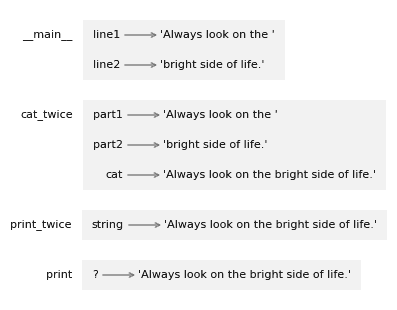 __main__ line1 'Always look on the '
line2 'bright side of life.'
cat_twice part1 'Always look on the '
part2 'bright side of life.'
cat 'Always look on the bright side of life.'
print_twice string 'Always look on the bright side of life.'
print ? 'Always look on the bright side of life.'